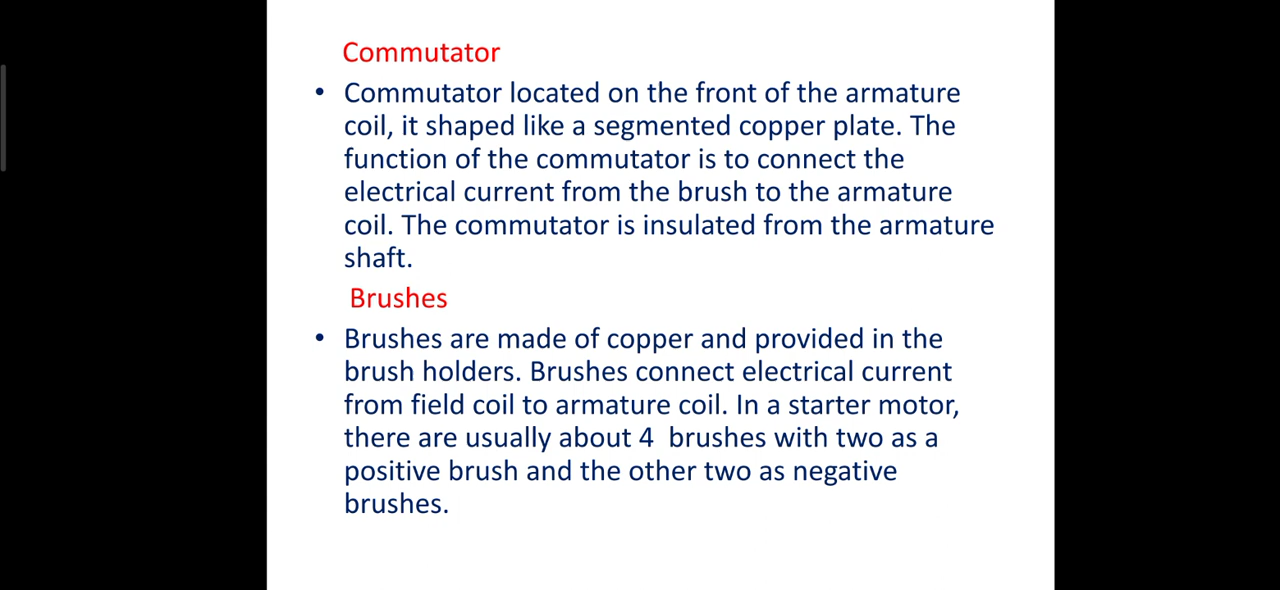 Commutator
• Commutator located on the front of the armature
coil, it shaped like a segmented copper plate. The
function of the commutator is to connect the
electrical current from the brush to the armature
coil. The commutator is insulated from the armature
shaft.
Brushes
• Brushes are made of copper and provided in the
brush holders. Brushes connect electrical current
from field coil to armature coil. In a starter motor,
there are usually about 4  brushes with two as a
positive brush and the other two as negative
brushes.